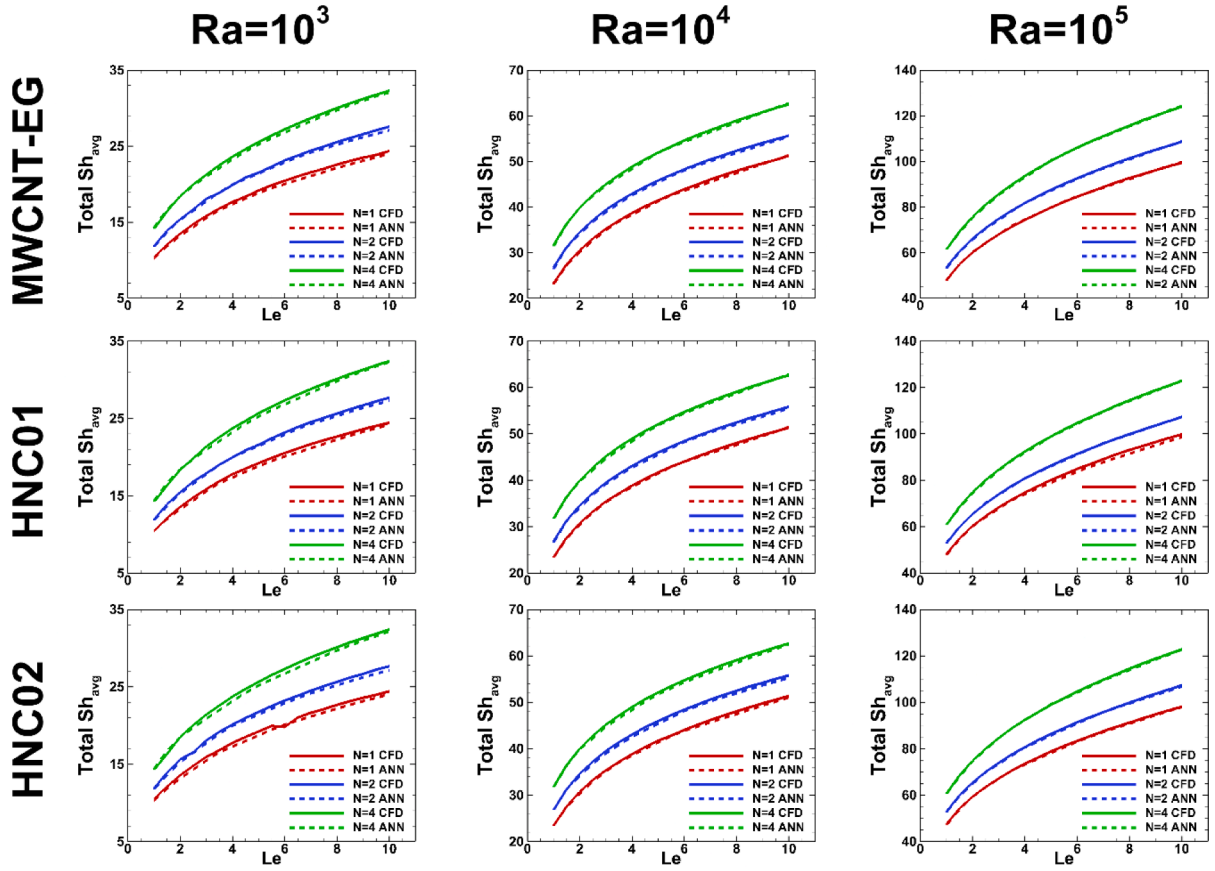 Ra=10³
Ra=10⁴
Ra=10⁵
MWCNT-EG
Total Sh_avg
35
25
15
5
N=1 CFD
N=1 ANN
N=2 CFD
N=2 ANN
N=4 CFD
N=4 ANN
0 2 4 6 8 10
Le
Total Sh_avg
70
60
50
40
30
20
N=1 CFD
N=1 ANN
N=2 CFD
N=2 ANN
N=4 CFD
N=4 ANN
0 2 4 6 8 10
Le
Total Sh_avg
140
120
100
80
60
40
N=1 CFD
N=1 ANN
N=2 CFD
N=2 ANN
N=4 CFD
N=2 ANN
0 2 4 6 8 10
Le
HNC01
Total Sh_avg
35
25
15
5
N=1 CFD
N=1 ANN
N=2 CFD
N=2 ANN
N=4 CFD
N=4 ANN
0 2 4 6 8 10
Le
Total Sh_avg
70
60
50
40
30
20
N=1 CFD
N=1 ANN
N=2 CFD
N=2 ANN
N=4 CFD
N=4 ANN
0 2 4 6 8 10
Le
Total Sh_avg
140
120
100
80
60
40
N=1 CFD
N=1 ANN
N=2 CFD
N=2 ANN
N=4 CFD
N=4 ANN
0 2 4 6 8 10
Le
HNC02
Total Sh_avg
35
25
15
5
N=1 CFD
N=1 ANN
N=2 CFD
N=2 ANN
N=4 CFD
N=4 ANN
0 2 4 6 8 10
Le
Total Sh_avg
70
60
50
40
30
20
N=1 CFD
N=1 ANN
N=2 CFD
N=2 ANN
N=4 CFD
N=4 ANN
0 2 4 6 8 10
Le
Total Sh_avg
140
120
100
80
60
40
N=1 CFD
N=1 ANN
N=2 CFD
N=2 ANN
N=4 CFD
N=4 ANN
0 2 4 6 8 10
Le